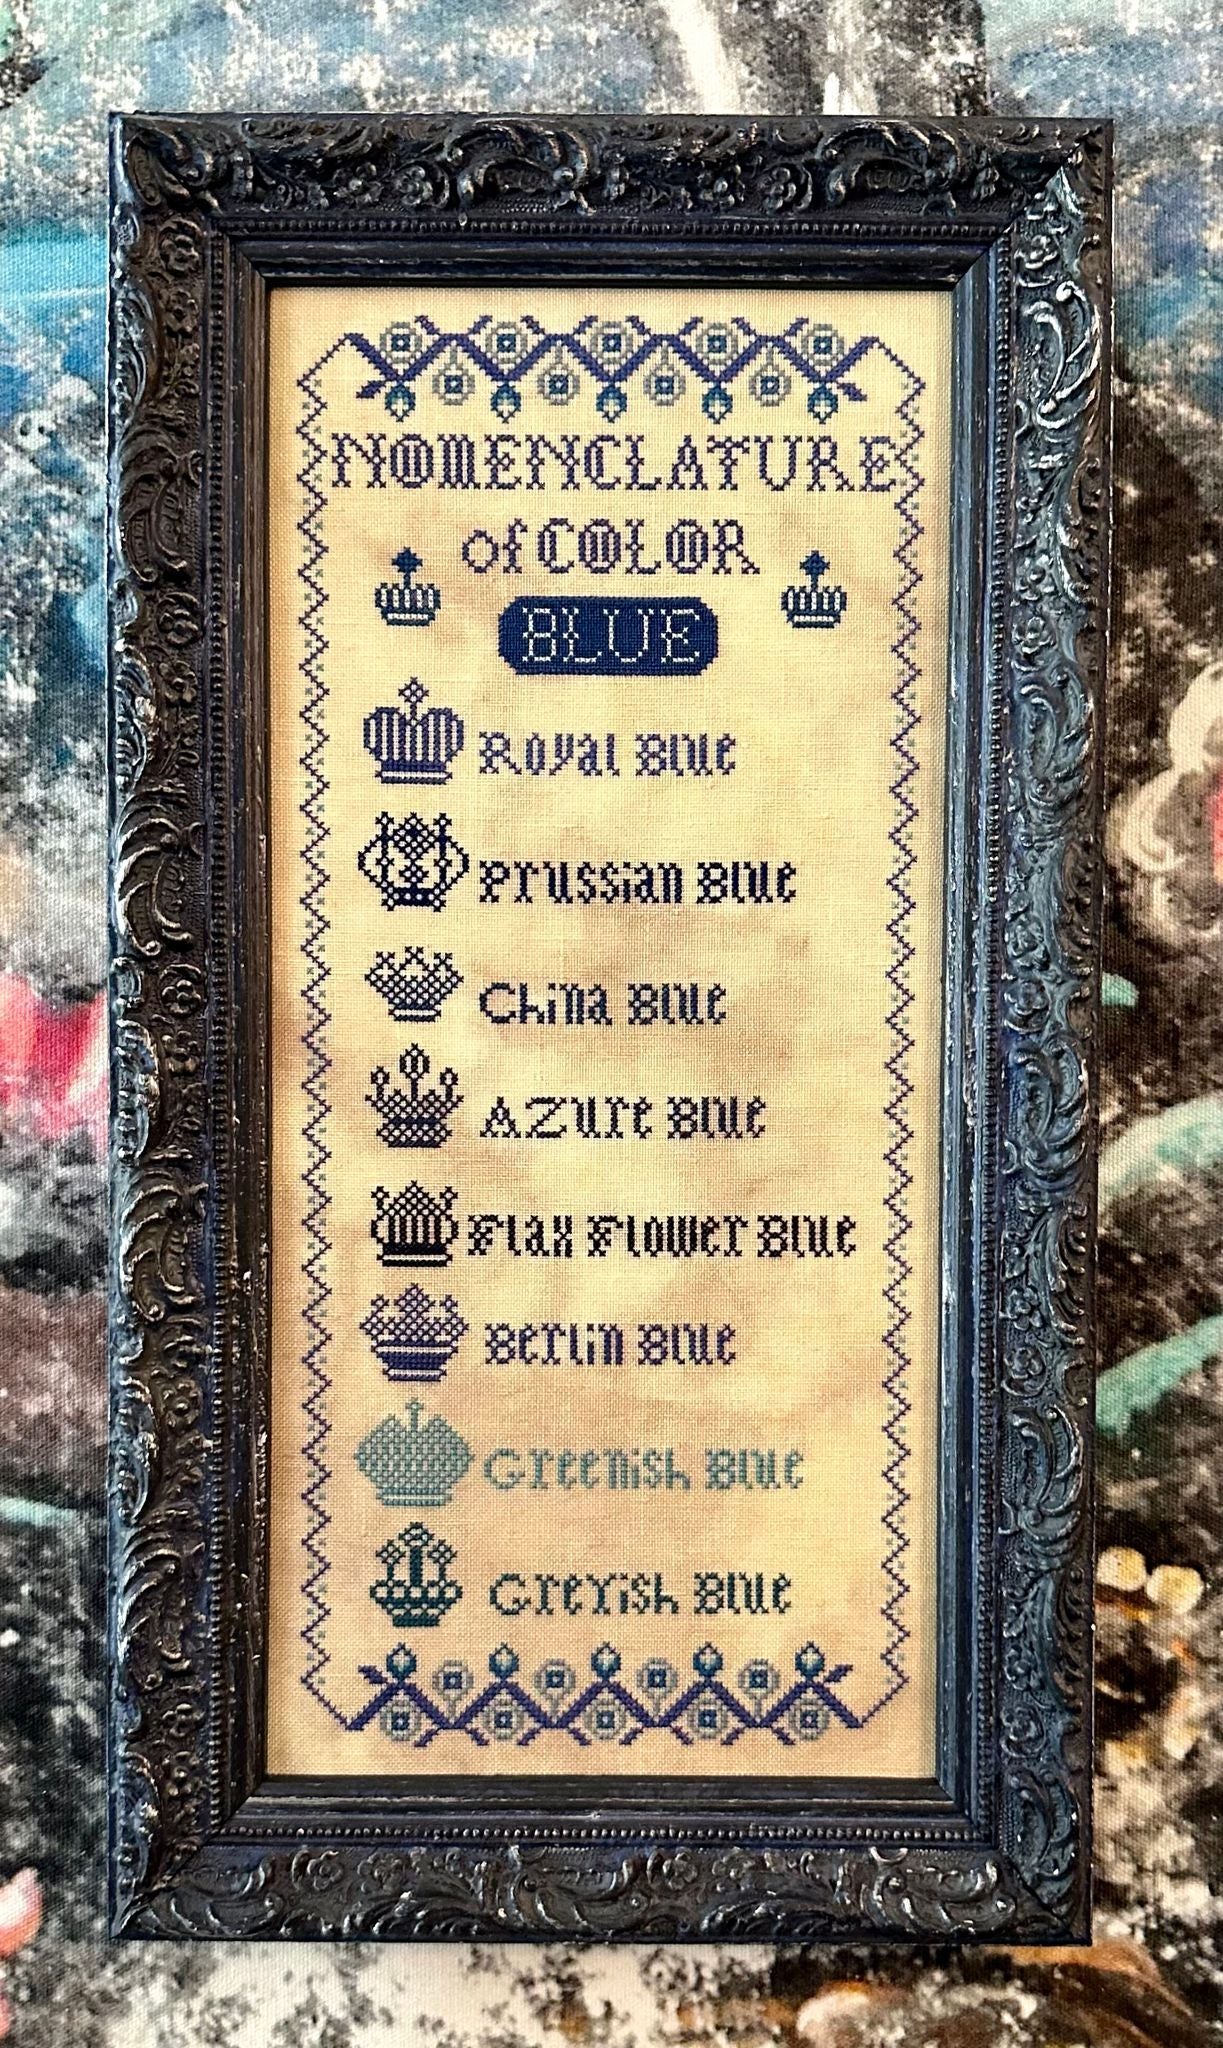 NOMENCLATURE
of COLOR
BLUE
Royal Blue
Prussian Blue
China Blue
AZure Blue
Flax Flower Blue
Berlin Blue
Greenish Blue
Greyish Blue